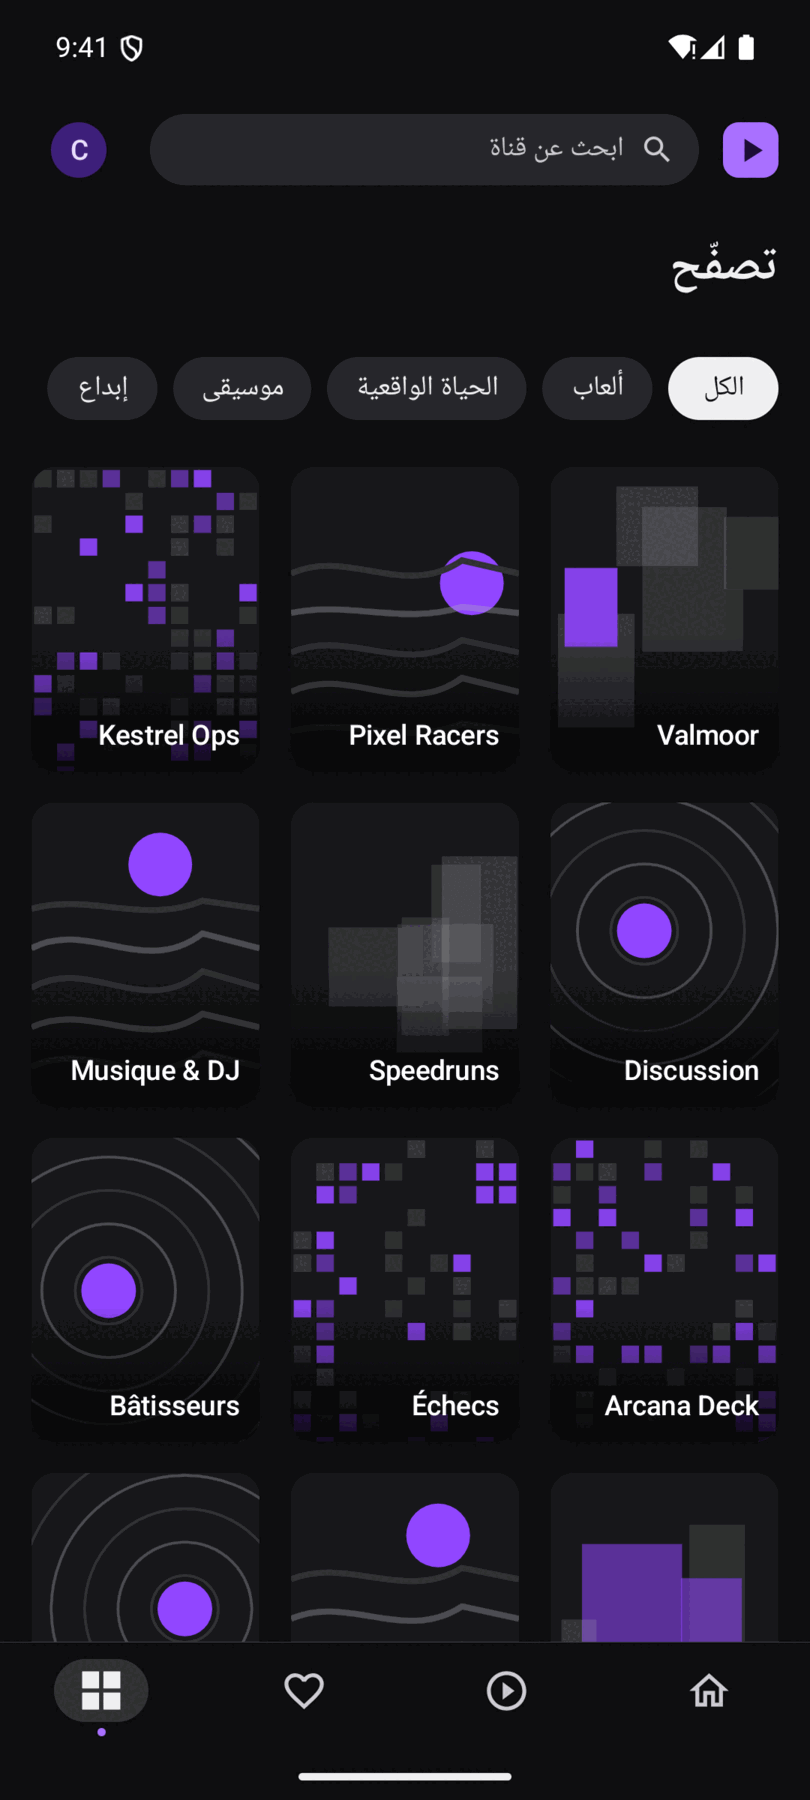 9:41
ابحث عن قناة
C
تصفّح
الكل
ألعاب
الحياة الواقعية
موسيقى
إبداع
Valmoor
Pixel Racers
Kestrel Ops
Discussion
Speedruns
Musique & DJ
Arcana Deck
Échecs
Bâtisseurs